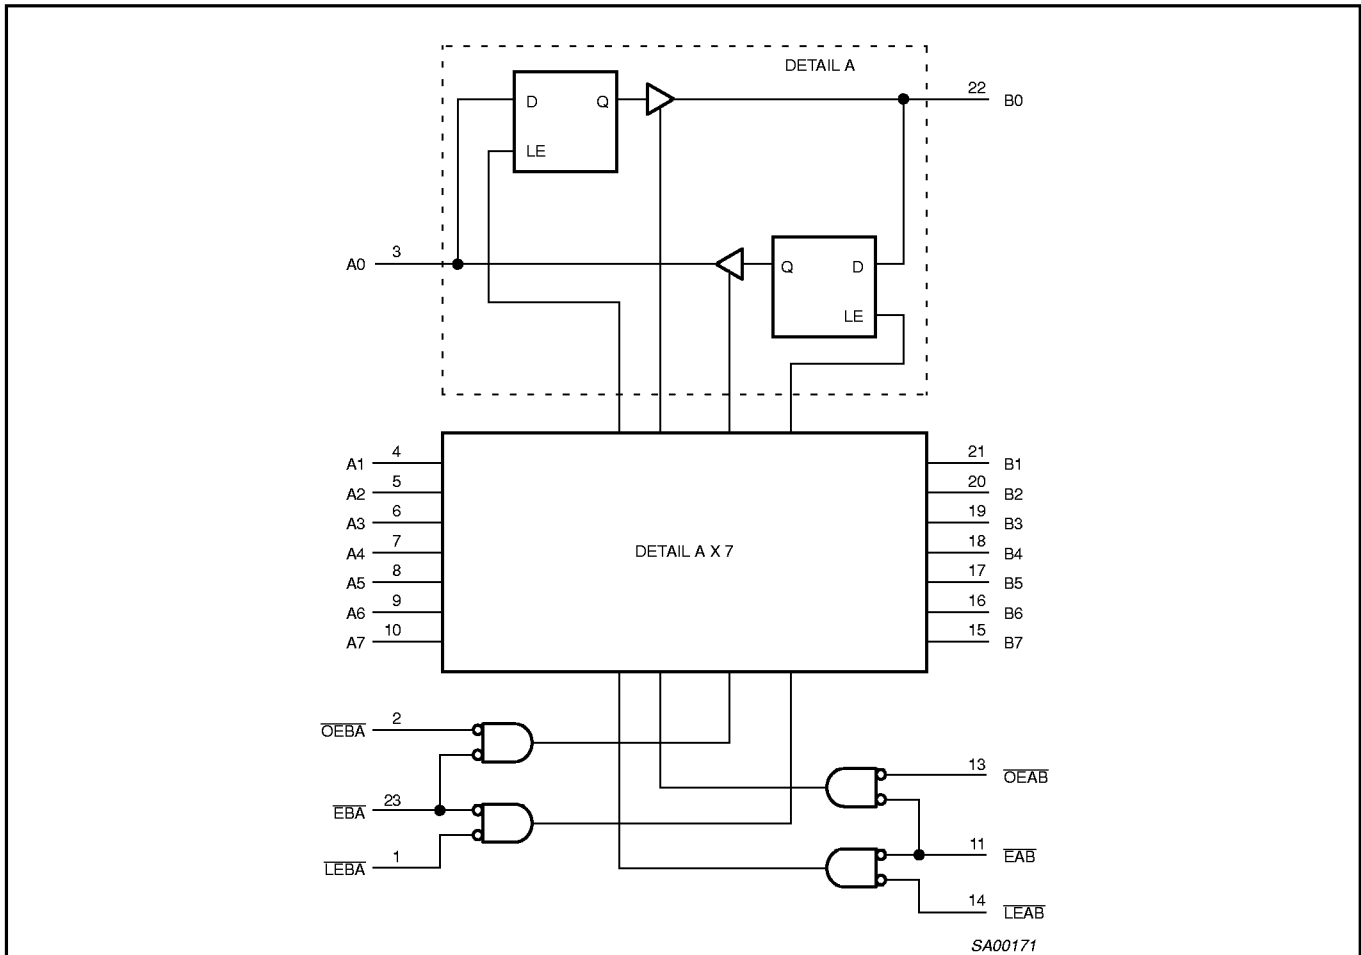 DETAIL A
D Q
LE
22 B0
A0 3
Q D
LE
A1 4
A2 5
A3 6
A4 7
A5 8
A6 9
A7 10
DETAIL A X 7
21 B1
20 B2
19 B3
18 B4
17 B5
16 B6
15 B7
OEBA 2
EBA 23
LEBA 1
13 OEAB
11 EAB
14 LEAB
SA00171